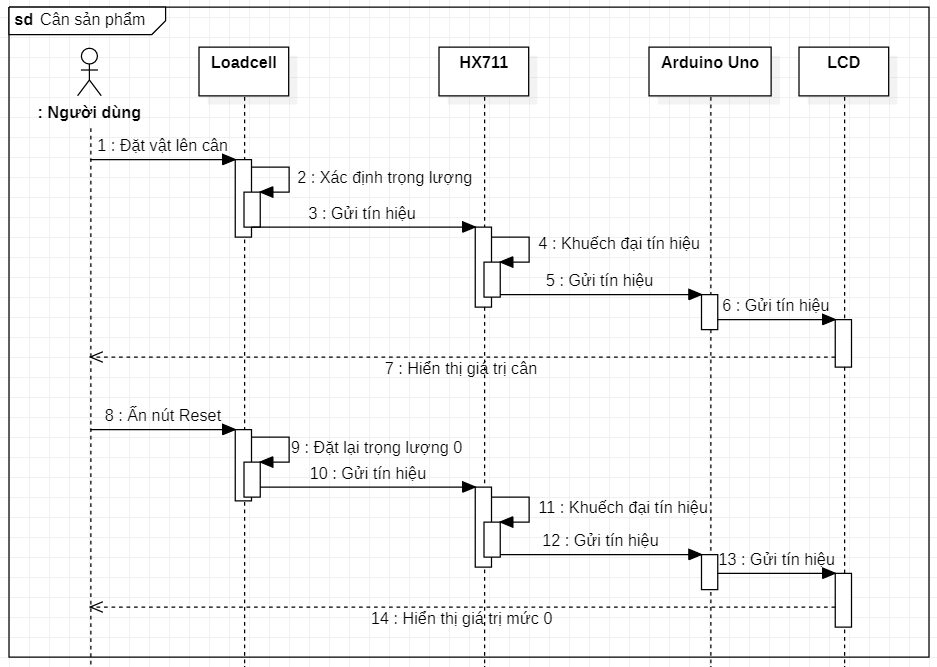 sd Cân sản phẩm
Loadcell
HX711
Arduino Uno
LCD
: Người dùng
1 : Đặt vật lên cân
2 : Xác định trọng lượng
3 : Gửi tín hiệu
4 : Khuếch đại tín hiệu
5 : Gửi tín hiệu
6 : Gửi tín hiệu
7 : Hiển thị giá trị cân
8 : Ấn nút Reset
9 : Đặt lại trọng lượng 0
10 : Gửi tín hiệu
11 : Khuếch đại tín hiệu
12 : Gửi tín hiệu
13 : Gửi tín hiệu
14 : Hiển thị giá trị mức 0